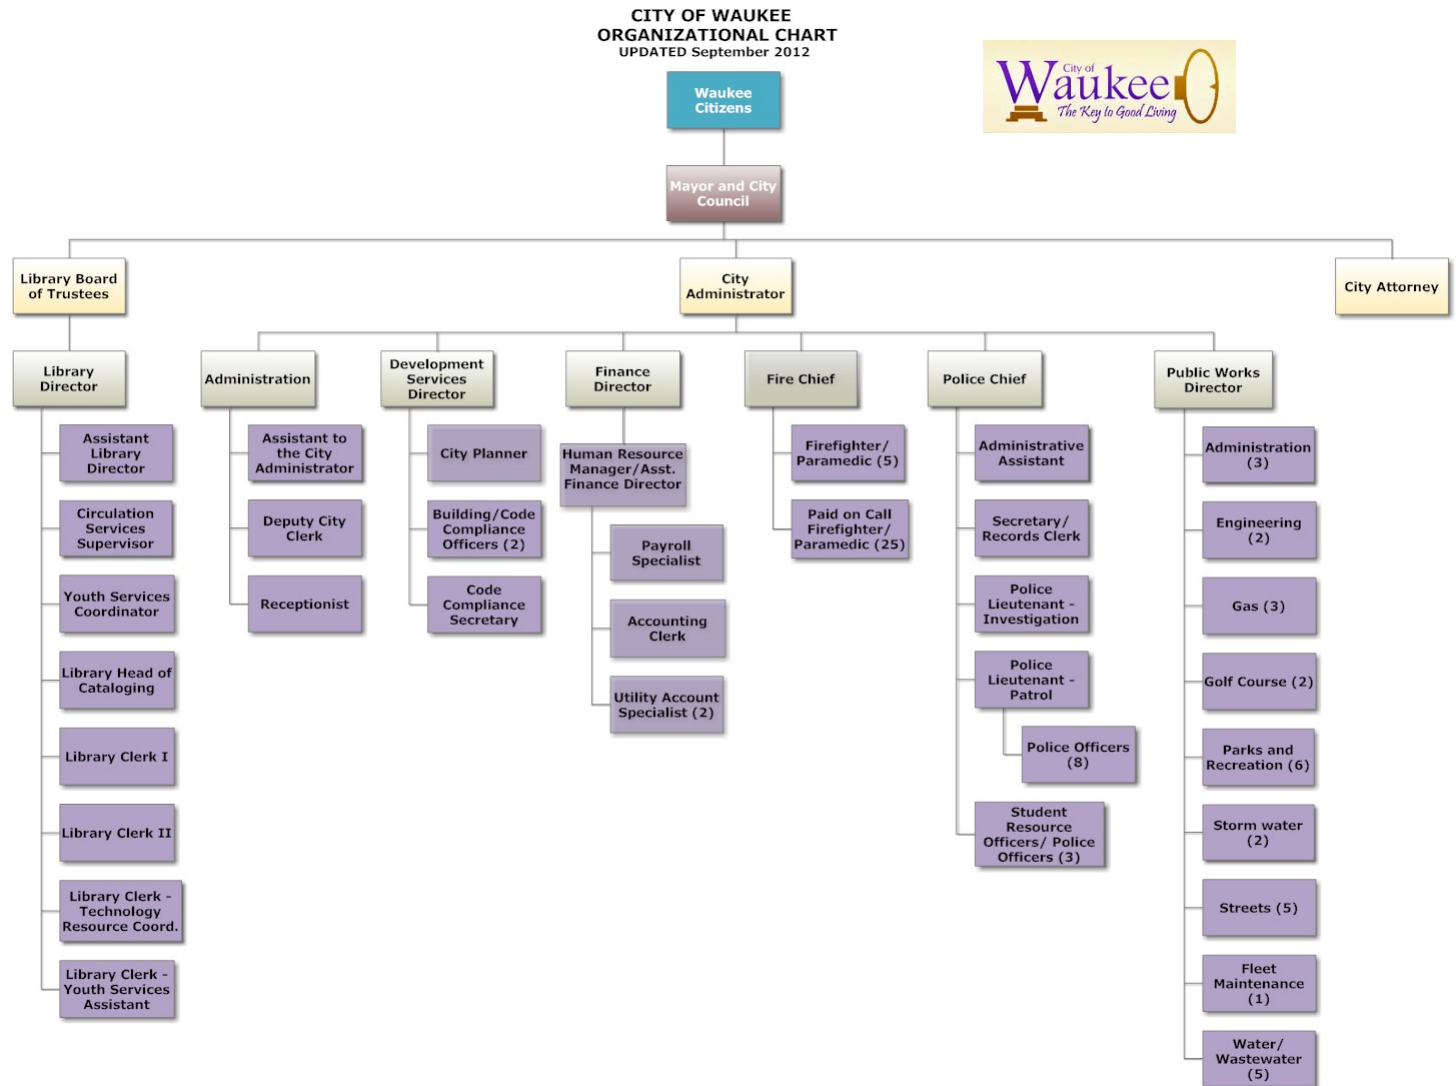 CITY OF WAUKEE
ORGANIZATIONAL CHART
UPDATED September 2012
City of
Waukee
The Key to Good Living
Waukee
Citizens
Mayor and City
Council
Library Board
of Trustees
City
Administrator
City Attorney
Library
Director
Administration
Development
Services
Director
Finance
Director
Fire Chief
Police Chief
Public Works
Director
Assistant
Library
Director
Circulation
Services
Supervisor
Youth Services
Coordinator
Library Head of
Cataloging
Library Clerk I
Library Clerk II
Library Clerk -
Technology
Resource Coord.
Library Clerk -
Youth Services
Assistant
Assistant to
the City
Administrator
Deputy City
Clerk
Receptionist
City Planner
Building/Code
Compliance
Officers (2)
Code
Compliance
Secretary
Human Resource
Manager/Asst.
Finance Director
Payroll
Specialist
Accounting
Clerk
Utility Account
Specialist (2)
Firefighter/
Paramedic (5)
Paid on Call
Firefighter/
Paramedic (25)
Administrative
Assistant
Secretary/
Records Clerk
Police
Lieutenant -
Investigation
Police
Lieutenant -
Patrol
Police Officers
(8)
Student
Resource
Officers/ Police
Officers (3)
Administration
(3)
Engineering
(2)
Gas (3)
Golf Course (2)
Parks and
Recreation (6)
Storm water
(2)
Streets (5)
Fleet
Maintenance
(1)
Water/
Wastewater
(5)